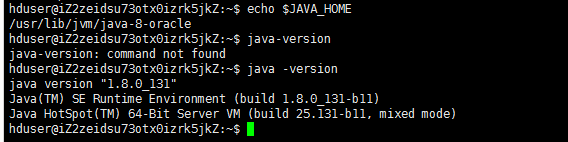 hduser@iZ2zeidsu73otx0izrk5jkZ:~$ echo $JAVA_HOME
/usr/lib/jvm/java-8-oracle
hduser@iZ2zeidsu73otx0izrk5jkZ:~$ java-version
java-version: command not found
hduser@iZ2zeidsu73otx0izrk5jkZ:~$ java -version
java version "1.8.0_131"
Java(TM) SE Runtime Environment (build 1.8.0_131-b11)
Java HotSpot(TM) 64-Bit Server VM (build 25.131-b11, mixed mode)
hduser@iZ2zeidsu73otx0izrk5jkZ:~$